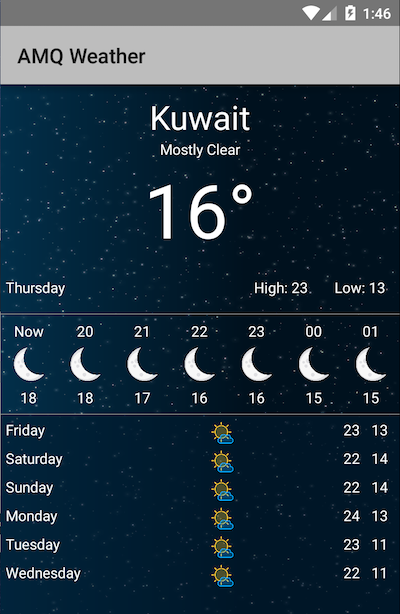 1:46
AMQ Weather
Kuwait
Mostly Clear
16°
Thursday High: 23 Low: 13
Now 20 21 22 23 00 01
18 18 17 16 16 15 15
Friday 23 13
Saturday 22 14
Sunday 22 14
Monday 24 13
Tuesday 23 11
Wednesday 22 11